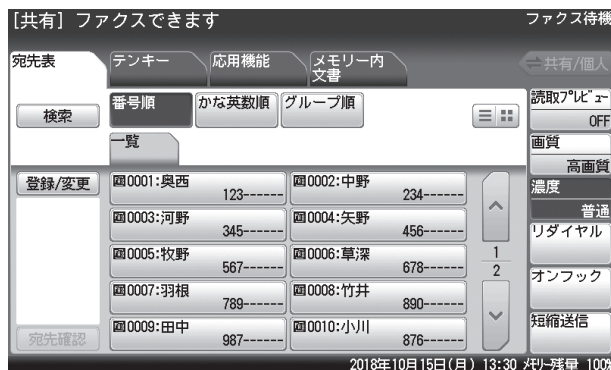 [共有] ファクスできます
ファクス待機
宛先表
テンキー
応用機能
メモリー内
文書
共有/個人
検索
番号順
かな英数順
グループ順
一覧
読取プレビュー
OFF
画質
高画質
濃度
普通
リダイヤル
オンフック
短縮送信
登録/変更
0001:奥西
123------
0002:中野
234------
0003:河野
345------
0004:矢野
456------
0005:牧野
567------
0006:草深
678------
0007:羽根
789------
0008:竹井
890------
0009:田中
987------
0010:小川
876------
1
2
宛先確認
2018年10月15日(月) 13:30 メモリー残量 100%